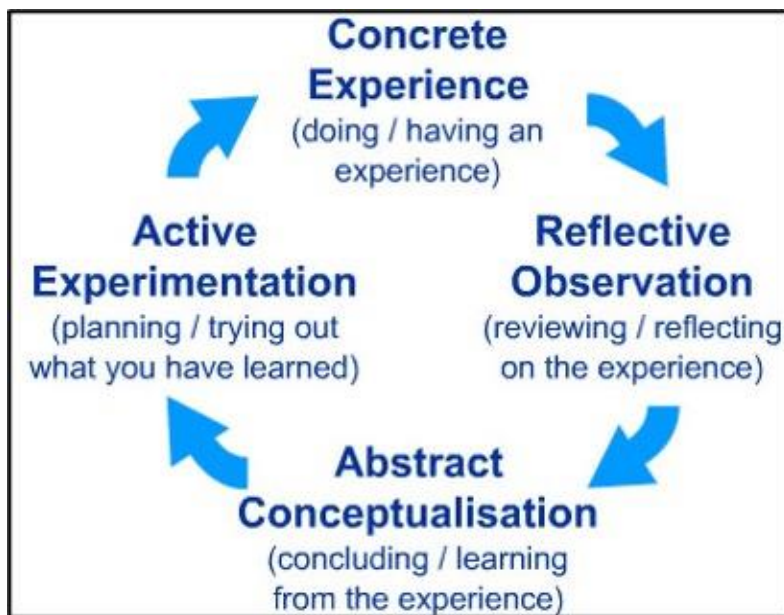 Concrete
Experience
(doing / having an
experience)
Active
Experimentation
(planning / trying out
what you have learned)
Reflective
Observation
(reviewing / reflecting
on the experience)
Abstract
Conceptualisation
(concluding / learning
from the experience)